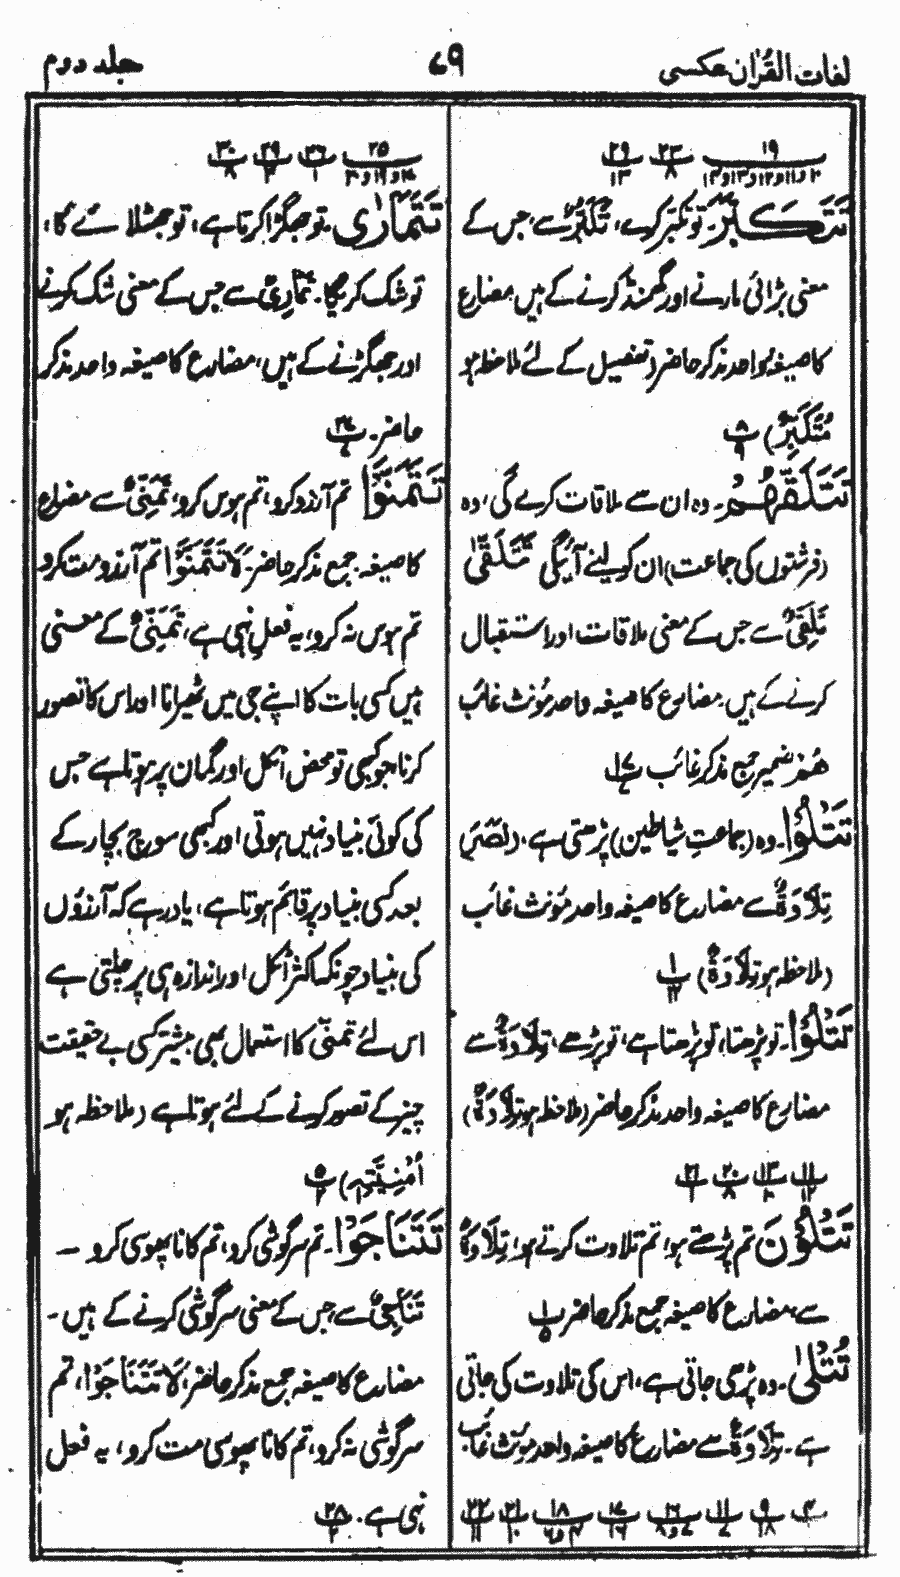 لغات القرآن عکسی
۷۹
جلد دوم
تَتَكَبَّرَ۔ تو تکبر کرے، تَكَبُّرٌ سے، جس کے
معنی بڑائی مارنے اور گھمنڈ کرنے کے ہیں مضارع
کا صیغہ واحد مذکر حاضر (تفصیل کے لئے ملاحظہ ہو
مُتَكَبِّرٌ)
تَتَلَقّٰهُمْ۔ وہ ان سے ملاقات کرے گی، وہ
(فرشتوں کی جماعت) ان کو لینے آئیگی تَتَلَقّٰى
تَلَقِّيٌ سے جس کے معنی ملاقات اور استقبال
کرنے کے ہیں۔ مضارع کا صیغہ واحد مونث غائب
هُمْ ضمیر جمع مذکر غائب
تَتْلُوْا۔ وہ (جماعتِ شیاطین) پڑھتی ہے، (نَصَرَ)
تِلَاوَةٌ سے مضارع کا صیغہ واحد مؤنث غائب
(ملاحظہ ہو تِلَاوَةٌ)
تَتْلُوْا۔ تو پڑھتا، تو پڑھتا ہے، تو پڑھے، تِلَاوَةٌ سے
مضارع کا صیغہ واحد مذکر حاضر (ملاحظہ ہو تِلَاوَةٌ)
تَتْلُوْنَ تم پڑھتے ہو، تم تلاوت کرتے ہو، تِلَاوَةٌ
سے، مضارع کا صیغہ جمع مذکر حاضر
تُتْلٰى۔ وہ پڑھی جاتی ہے، اس کی تلاوت کی جاتی
ہے۔ تِلَاوَةٌ سے مضارع کا صیغہ واحد مونث غائب
تَتَمَارٰى۔ تو جھگڑا کرتا ہے، تو جھٹلائے گا،
تو شک کریگا۔ تَمَارِيٌ سے جس کے معنی شک کرنے
اور جھگڑنے کے ہیں، مضارع کا صیغہ واحد مذکر
حاضر۔
تَتَمَنَّوْا تم آرزو کرو، تم ہوس کرو، تَمَنِّيٌ سے مضارع
کا صیغہ جمع مذکر حاضر۔ لَا تَتَمَنَّوْا تم آرزو مت کرو
تم ہوس نہ کرو، یہ فعل نہی ہے، تَمَنِّيٌ کے معنی
ہیں کسی بات کا اپنے جی میں ٹھیرانا اور اس کا تصور
کرنا جو کبھی تو محض اٹکل اور گمان پر ہوتا ہے جس
کی کوئی بنیاد نہیں ہوتی اور کبھی سوچ بچار کے
بعد کسی بنیاد پر قائم ہوتا ہے، یاد رہے کہ آرزوؤں
کی بنیاد چونکہ اکثر اٹکل اور اندازہ ہی پر چلتی ہے
اس لئے تمنّی کا استعمال بھی بیشتر کسی بے حقیقت
چیز کے تصور کرنے کے لئے ہوتا ہے (ملاحظہ ہو
اُمْنِيَّتِهٖ)
تَتَنَاجَوْا۔ تم سرگوشی کرو، تم کانا پھوسی کرو —
تَنَاجِيٌ سے، جس کے معنی سرگوشی کرنے کے ہیں۔
مضارع کا صیغہ جمع مذکر حاضر، لَا تَتَنَاجَوْا، تم
سرگوشی نہ کرو، تم کانا پھوسی مت کرو، یہ فعل
نہی ہے۔